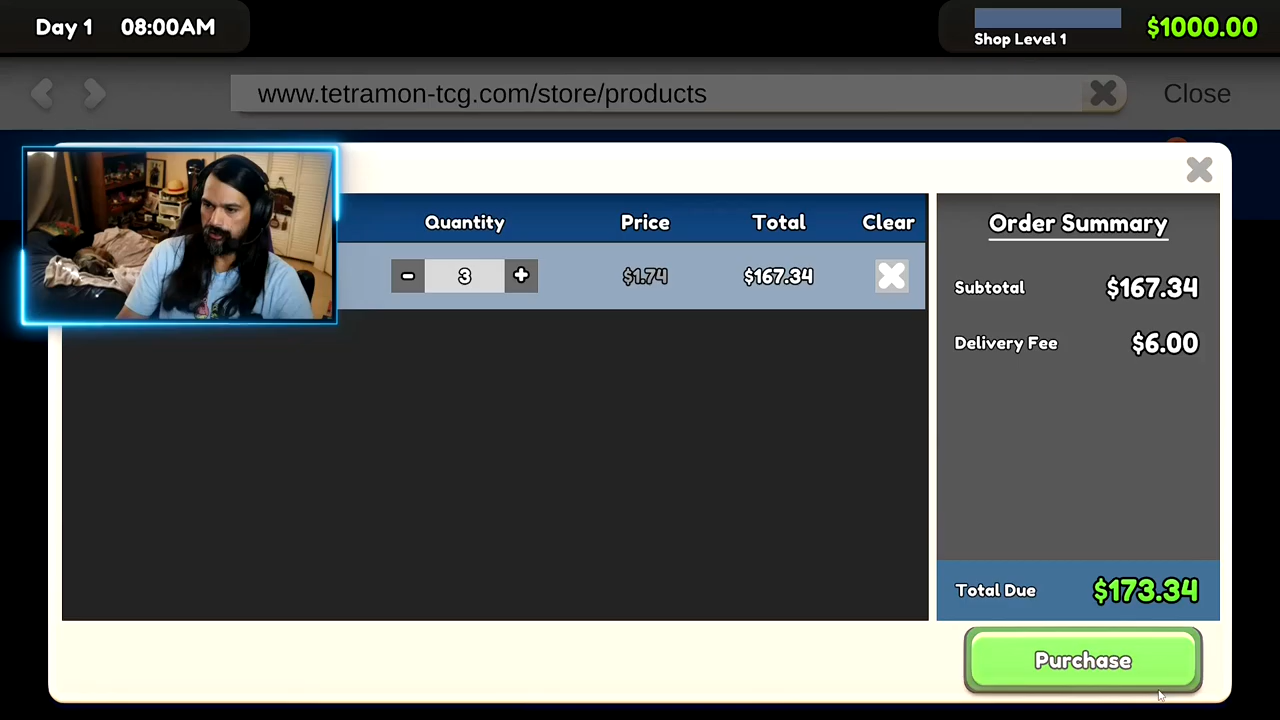 Day 1 08:00AM
Shop Level 1
$1000.00
www.tetramon-tcg.com/store/products
Close
Quantity Price Total Clear
- 3 + $1.74 $167.34
Order Summary
Subtotal $167.34
Delivery Fee $6.00
Total Due $173.34
Purchase